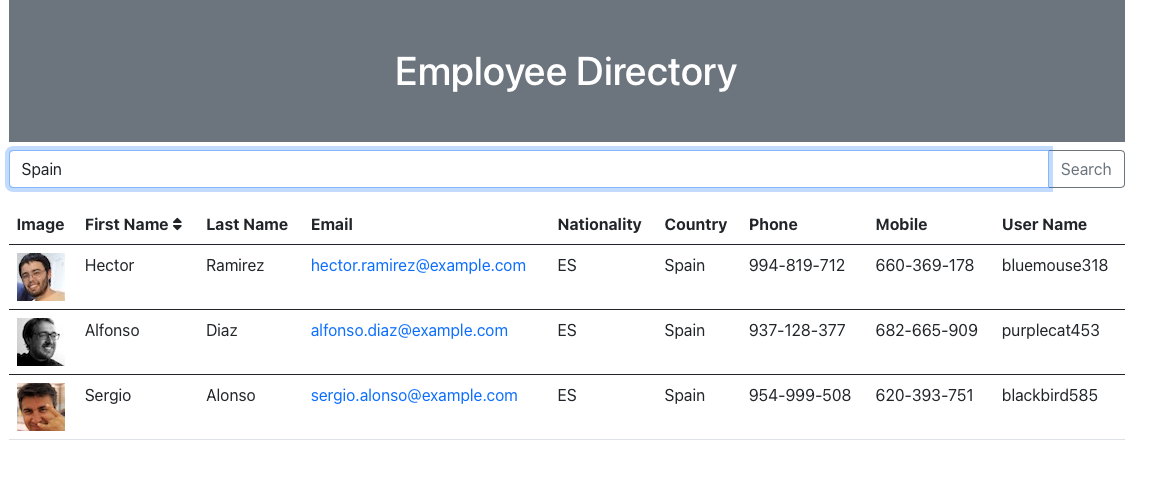 Employee Directory
Spain Search
Image First Name Last Name Email Nationality Country Phone Mobile User Name
Hector Ramirez hector.ramirez@example.com ES Spain 994-819-712 660-369-178 bluemouse318
Alfonso Diaz alfonso.diaz@example.com ES Spain 937-128-377 682-665-909 purplecat453
Sergio Alonso sergio.alonso@example.com ES Spain 954-999-508 620-393-751 blackbird585